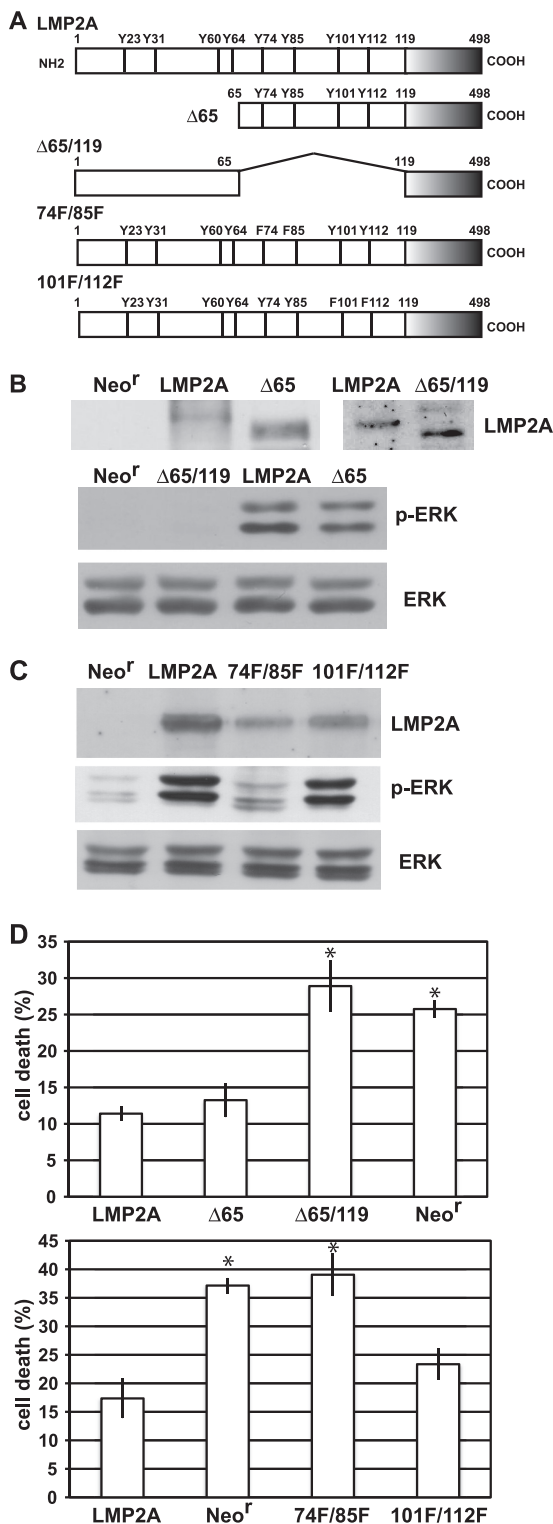 A
LMP2A
1 Y23 Y31 Y60 Y64 Y74 Y85 Y101 Y112 119 498
NH2 COOH
65 Y74 Y85 Y101 Y112 119 498
Δ65 COOH
Δ65/119
1 65 119 498
COOH
74F/85F
1 Y23 Y31 Y60 Y64 F74 F85 Y101 Y112 119 498
COOH
101F/112F
1 Y23 Y31 Y60 Y64 Y74 Y85 F101 F112 119 498
COOH
B
Neoʳ LMP2A Δ65 LMP2A Δ65/119
LMP2A
Neoʳ Δ65/119 LMP2A Δ65
p-ERK
ERK
C
Neoʳ LMP2A 74F/85F 101F/112F
LMP2A
p-ERK
ERK
D
cell death (%)
35
30
25
20
15
10
5
0
* *
LMP2A Δ65 Δ65/119 Neoʳ
cell death (%)
45
40
35
30
25
20
15
10
5
0
* *
LMP2A Neoʳ 74F/85F 101F/112F